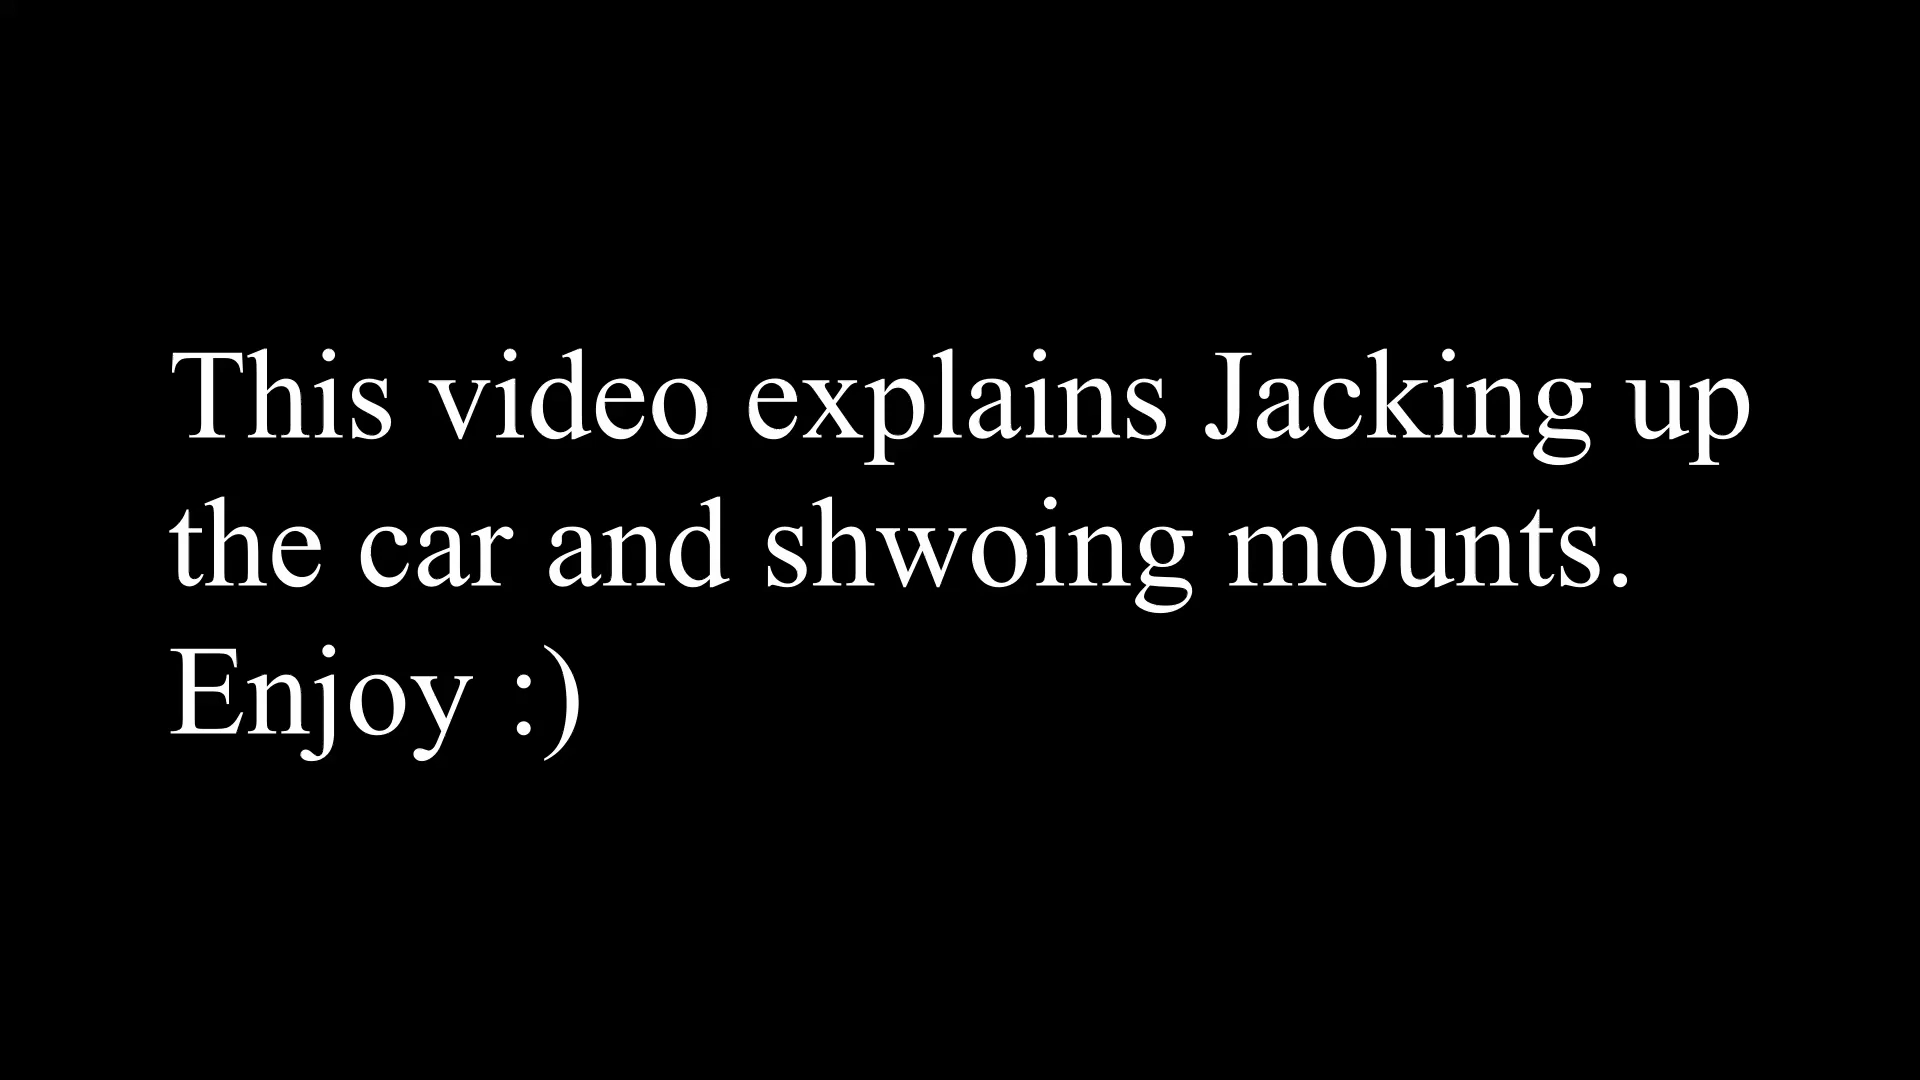 This video explains Jacking up
the car and shwoing mounts.
Enjoy :)